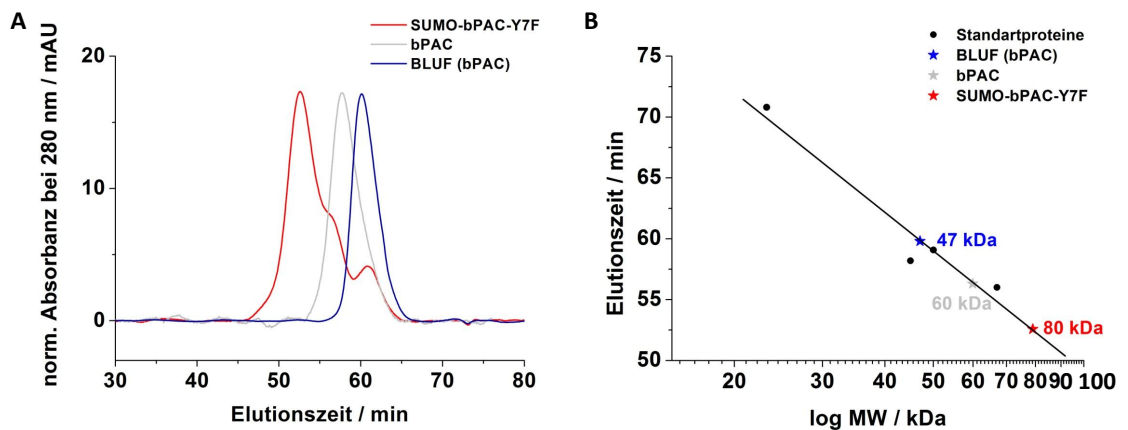 A
SUMO-bPAC-Y7F
bPAC
BLUF (bPAC)
norm. Absorbanz bei 280 nm / mAU
20
10
0
30 40 50 60 70 80
Elutionszeit / min
B
Standartproteine
BLUF (bPAC)
bPAC
SUMO-bPAC-Y7F
Elutionszeit / min
75
70
65
60
55
50
47 kDa
60 kDa
80 kDa
20 30 40 50 60 70 80 90 100
log MW / kDa